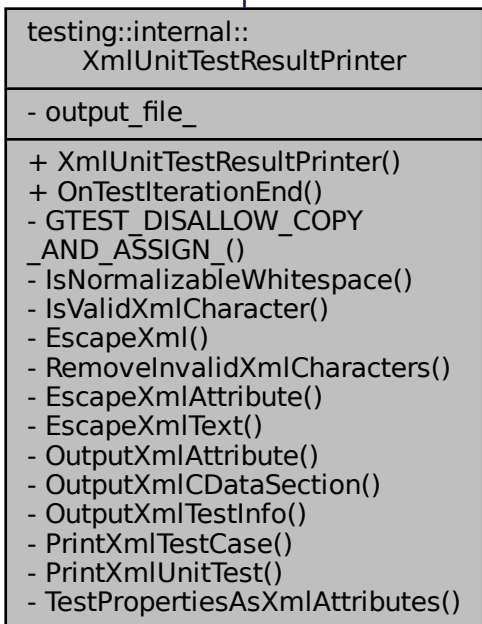 testing::internal::
XmlUnitTestResultPrinter
- output_file_
+ XmlUnitTestResultPrinter()
+ OnTestIterationEnd()
- GTEST_DISALLOW_COPY
_AND_ASSIGN_()
- IsNormalizableWhitespace()
- IsValidXmlCharacter()
- EscapeXml()
- RemoveInvalidXmlCharacters()
- EscapeXmlAttribute()
- EscapeXmlText()
- OutputXmlAttribute()
- OutputXmlCDataSection()
- OutputXmlTestInfo()
- PrintXmlTestCase()
- PrintXmlUnitTest()
- TestPropertiesAsXmlAttributes()